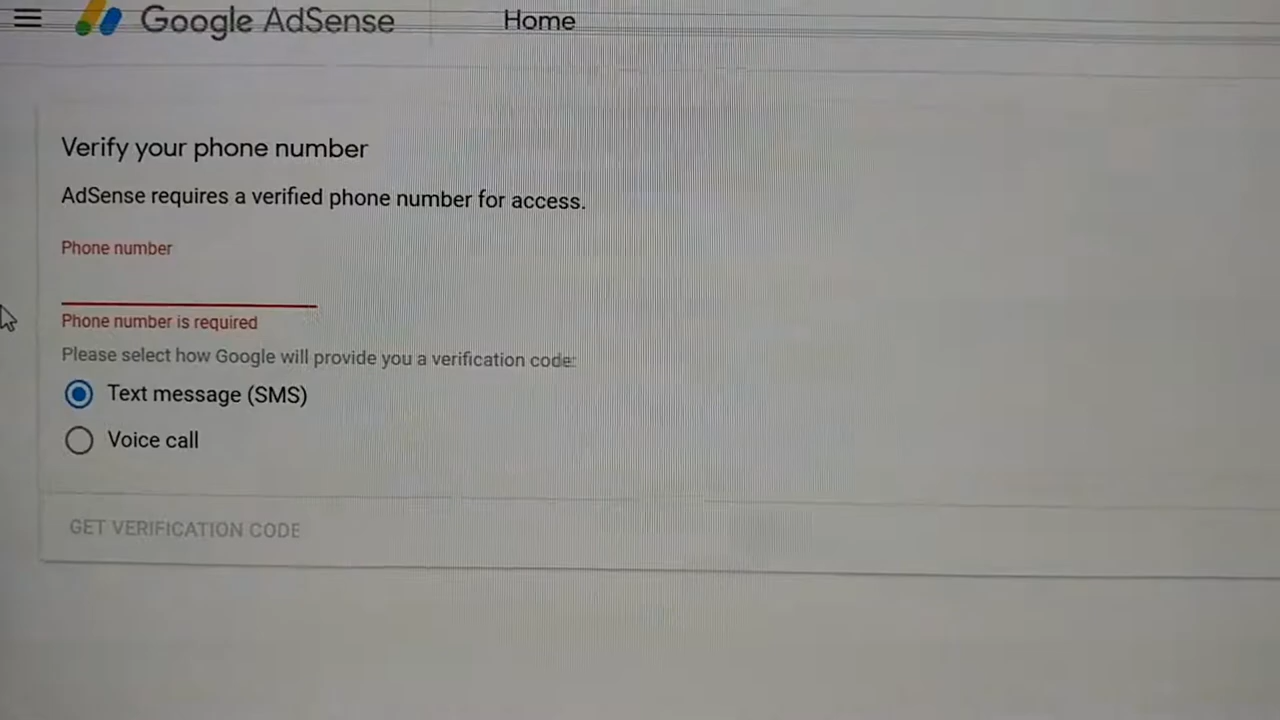 Google AdSense Home
Verify your phone number
AdSense requires a verified phone number for access.
Phone number
Phone number is required
Please select how Google will provide you a verification code:
Text message (SMS)
Voice call
GET VERIFICATION CODE